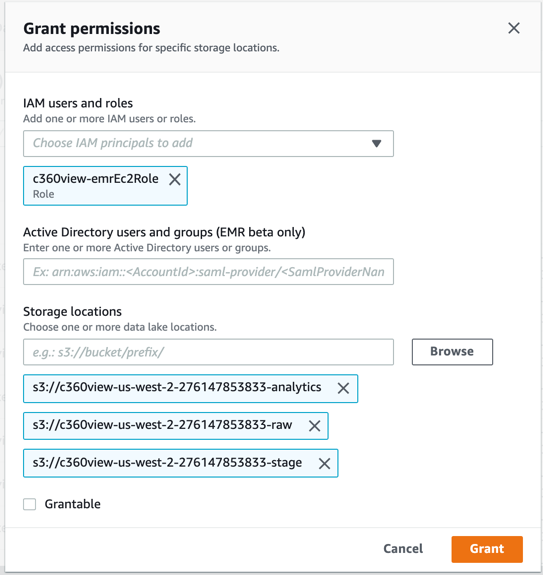 Grant permissions
Add access permissions for specific storage locations.
IAM users and roles
Add one or more IAM users or roles.
Choose IAM principals to add
c360view-emrEc2Role
Role
Active Directory users and groups (EMR beta only)
Enter one or more Active Directory users or groups.
Ex: arn:aws:iam::<AccountId>:saml-provider/<SamlProviderNan
Storage locations
Choose one or more data lake locations.
e.g.: s3://bucket/prefix/
Browse
s3://c360view-us-west-2-276147853833-analytics
s3://c360view-us-west-2-276147853833-raw
s3://c360view-us-west-2-276147853833-stage
Grantable
Cancel
Grant